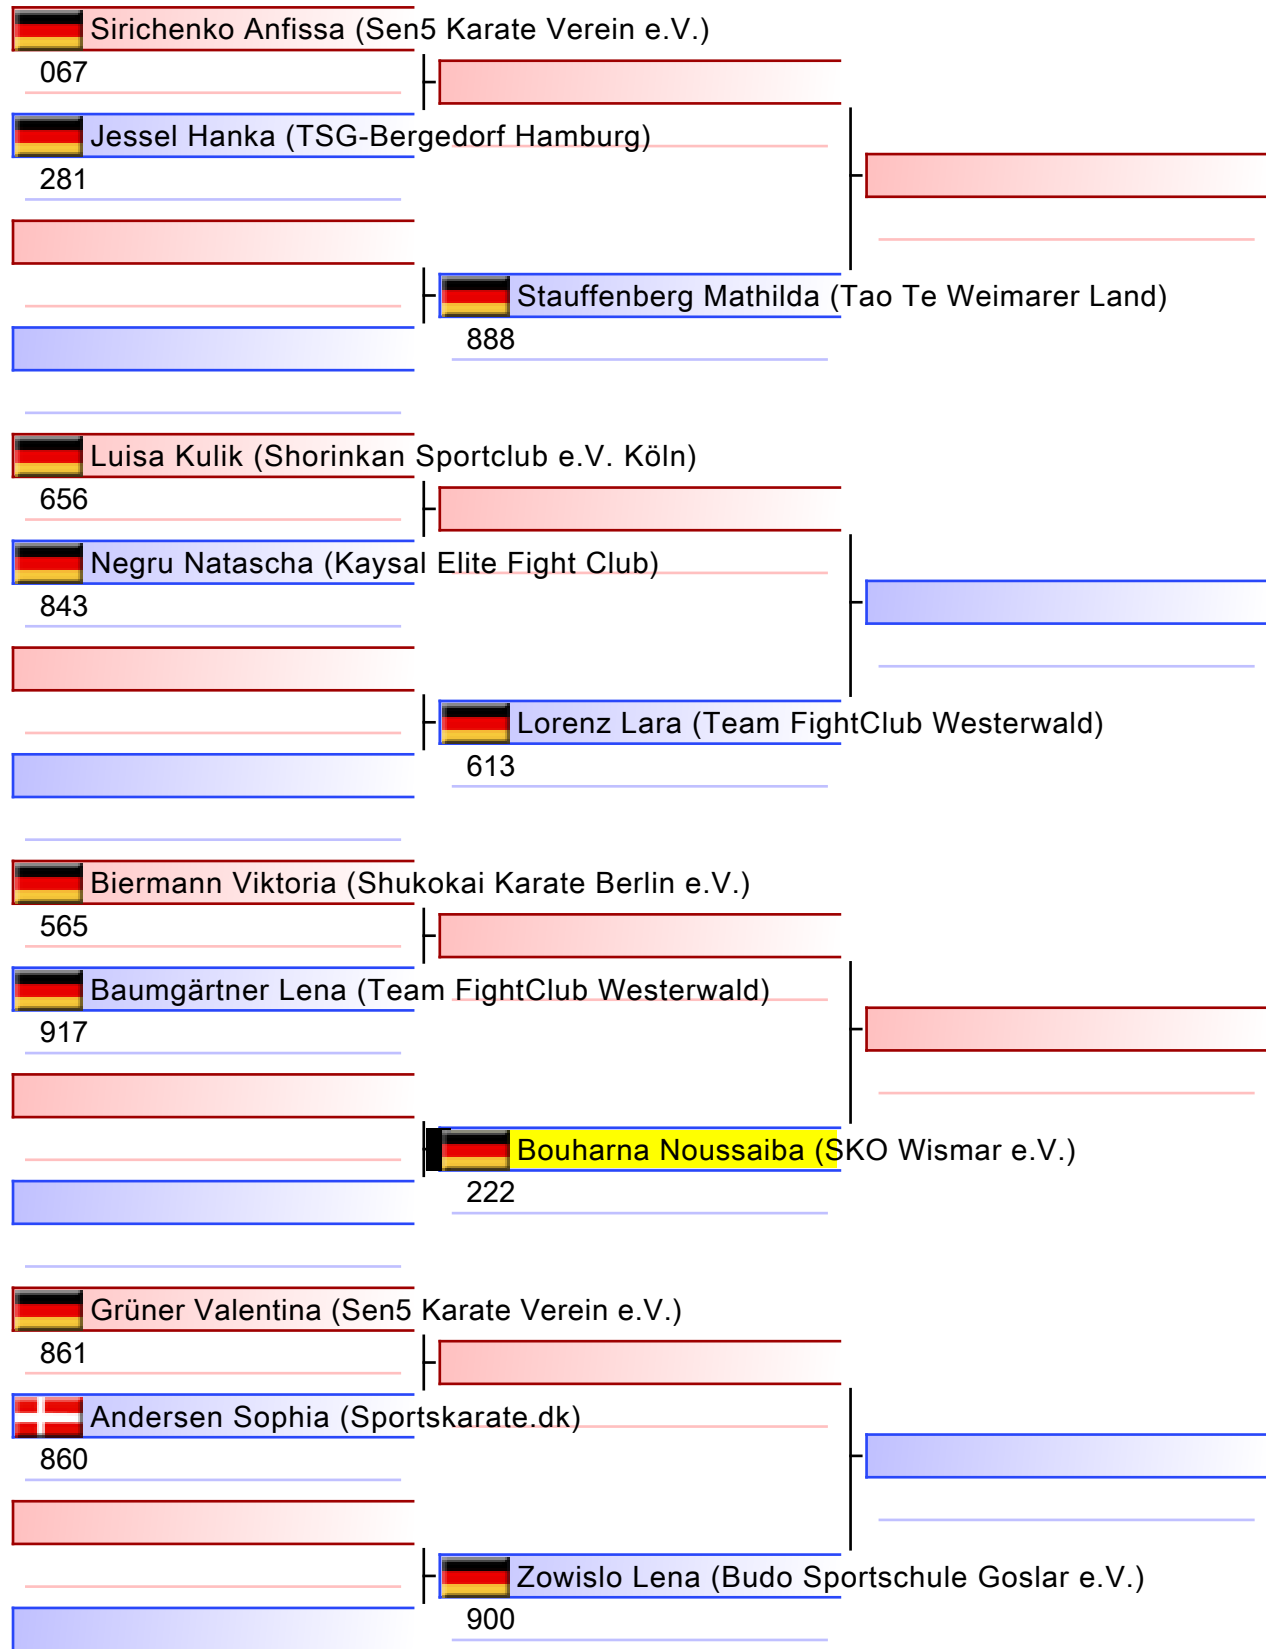 Sirichenko Anfissa (Sen5 Karate Verein e.V.)
067
Jessel Hanka (TSG-Bergedorf Hamburg)
281
Stauffenberg Mathilda (Tao Te Weimarer Land)
888
Luisa Kulik (Shorinkan Sportclub e.V. Köln)
656
Negru Natascha (Kaysal Elite Fight Club)
843
Lorenz Lara (Team FightClub Westerwald)
613
Biermann Viktoria (Shukokai Karate Berlin e.V.)
565
Baumgärtner Lena (Team FightClub Westerwald)
917
Bouharna Noussaiba (SKO Wismar e.V.)
222
Grüner Valentina (Sen5 Karate Verein e.V.)
861
Andersen Sophia (Sportskarate.dk)
860
Zowislo Lena (Budo Sportschule Goslar e.V.)
900